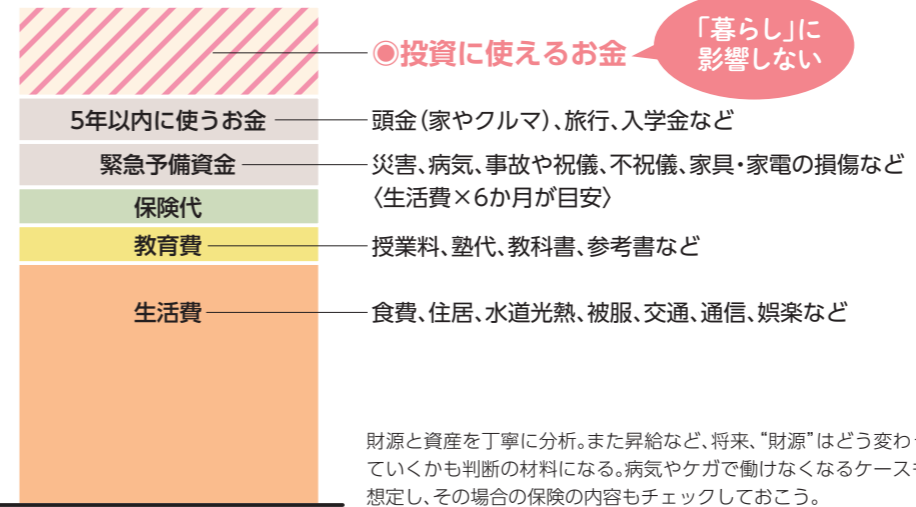 ◉投資に使えるお金
「暮らし」に
影響しない
5年以内に使うお金
頭金(家やクルマ)、旅行、入学金など
緊急予備資金
災害、病気、事故や祝儀、不祝儀、家具・家電の損傷など
〈生活費×6か月が目安〉
保険代
教育費
授業料、塾代、教科書、参考書など
生活費
食費、住居、水道光熱、被服、交通、通信、娯楽など
財源と資産を丁寧に分析。また昇給など、将来、“財源”はどう変わっ
ていくかも判断の材料になる。病気やケガで働けなくなるケースも
想定し、その場合の保険の内容もチェックしておこう。